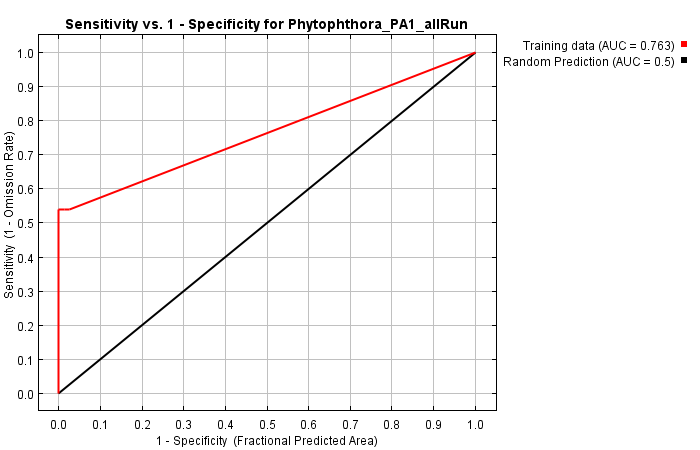 Sensitivity vs. 1 - Specificity for Phytophthora_PA1_allRun
Training data (AUC = 0.763)
Random Prediction (AUC = 0.5)
Sensitivity (1 - Omission Rate)
1.0
0.9
0.8
0.7
0.6
0.5
0.4
0.3
0.2
0.1
0.0
0.0 0.1 0.2 0.3 0.4 0.5 0.6 0.7 0.8 0.9 1.0
1 - Specificity (Fractional Predicted Area)